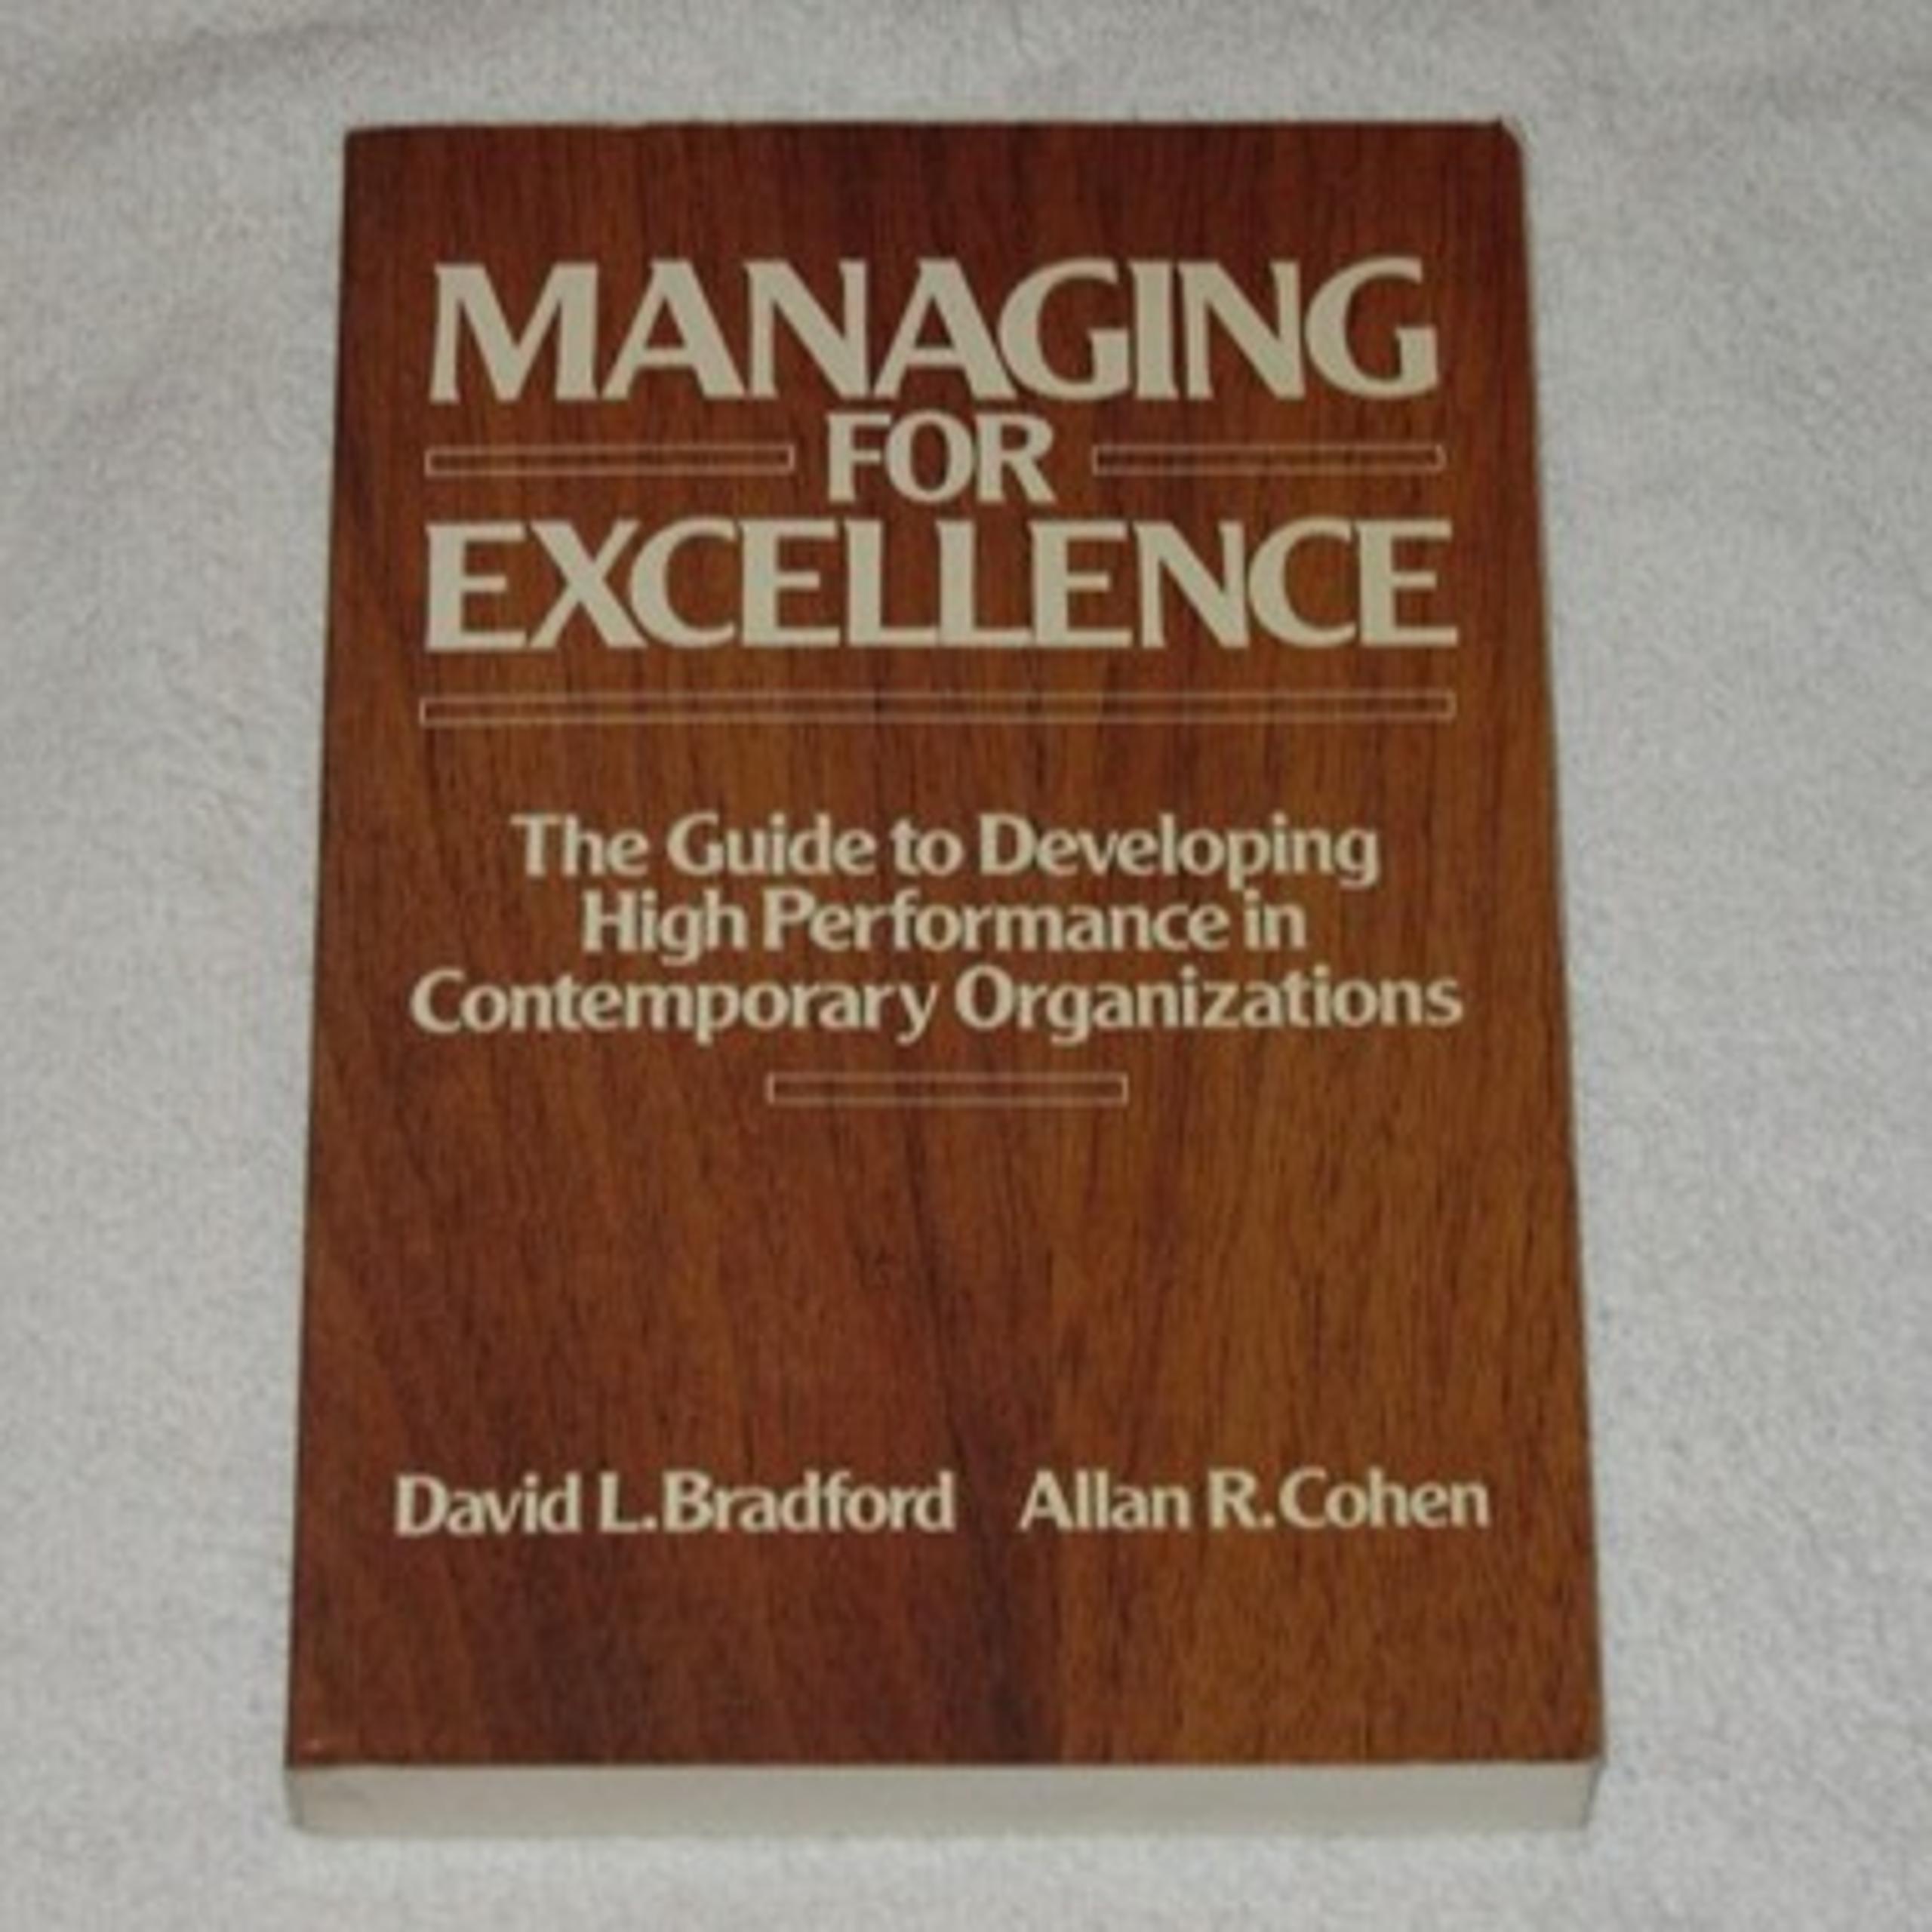 MANAGING
FOR
EXCELLENCE
The Guide to Developing
High Performance in
Contemporary Organizations
David L. Bradford Allan R. Cohen